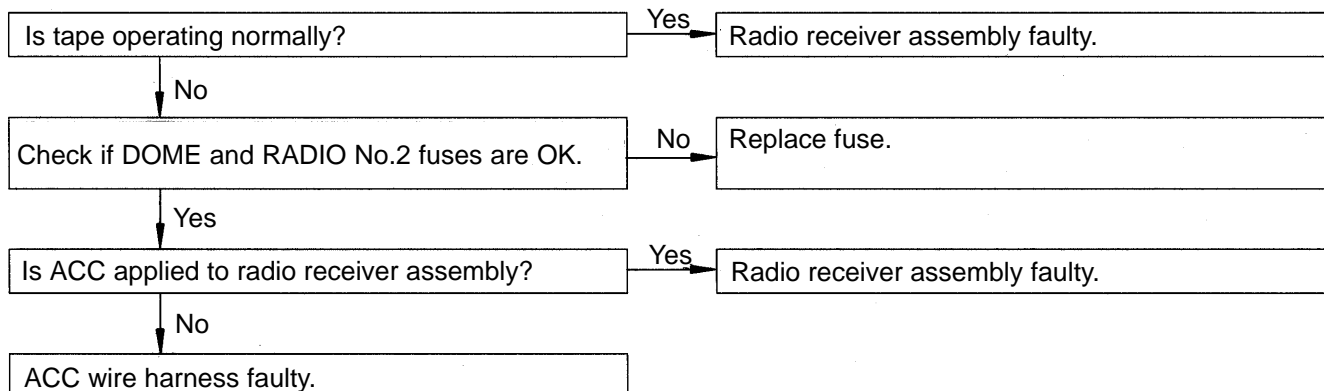 Is tape operating normally?
Yes
Radio receiver assembly faulty.
No
Check if DOME and RADIO No.2 fuses are OK.
No
Replace fuse.
Yes
Is ACC applied to radio receiver assembly?
Yes
Radio receiver assembly faulty.
No
ACC wire harness faulty.